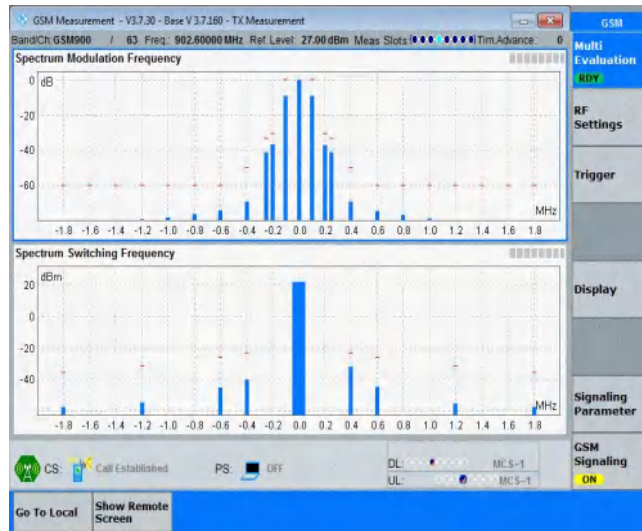 GSM Measurement - V3.7.30 - Base V 3.7.160 - TX Measurement
Band/Ch: GSM900 / 63 Freq.: 902.60000 MHz Ref. Level: 27.00 dBm Meas Slots: Tim.Advance: 0
Spectrum Modulation Frequency
dB
0
-20
-40
-60
MHz
-1.8 -1.6 -1.4 -1.2 -1.0 -0.8 -0.6 -0.4 -0.2 0.0 0.2 0.4 0.6 0.8 1.0 1.2 1.4 1.6 1.8
Spectrum Switching Frequency
dBm
20
0
-20
-40
MHz
-1.8 -1.6 -1.4 -1.2 -1.0 -0.8 -0.6 -0.4 -0.2 0.0 0.2 0.4 0.6 0.8 1.0 1.2 1.4 1.6 1.8
CS: Call Established PS: OFF
DL: MCS-1
UL: MCS-1
Go To Local
Show Remote
Screen
GSM
Multi
Evaluation
RDY
RF
Settings
Trigger
Display
Signaling
Parameter
GSM
Signaling
ON